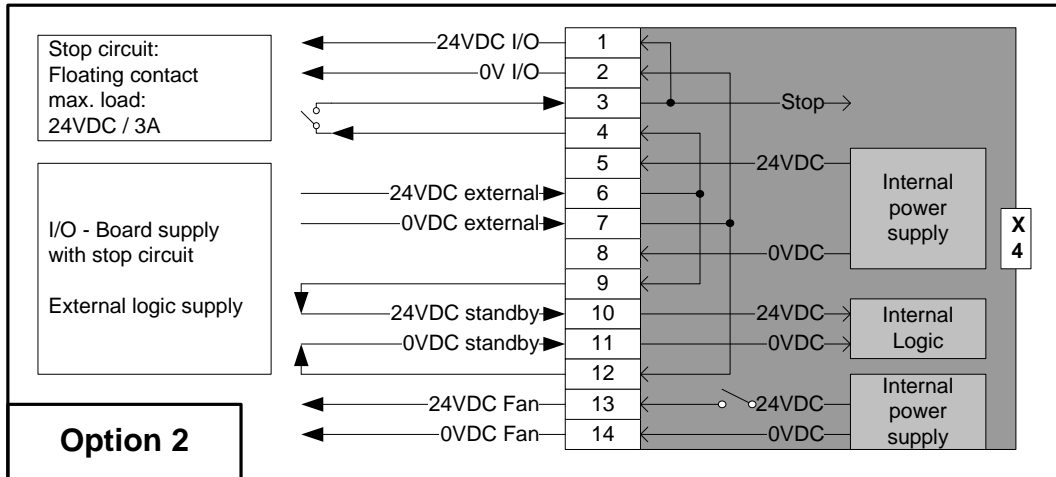 Stop circuit:
Floating contact
max. load:
24VDC / 3A
I/O - Board supply
with stop circuit
External logic supply
Option 2
24VDC I/O
0V I/O
24VDC external
0VDC external
24VDC standby
0VDC standby
24VDC Fan
0VDC Fan
1
2
3
4
5
6
7
8
9
10
11
12
13
14
Stop
24VDC
0VDC
24VDC
0VDC
24VDC
0VDC
Internal
power
supply
Internal
Logic
Internal
power
supply
X
4